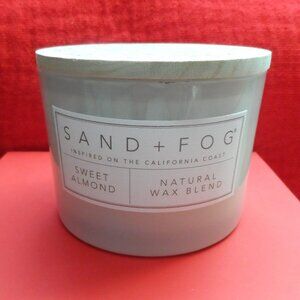 SAND + FOG®
INSPIRED ON THE CALIFORNIA COAST
SWEET
ALMOND
NATURAL
WAX BLEND